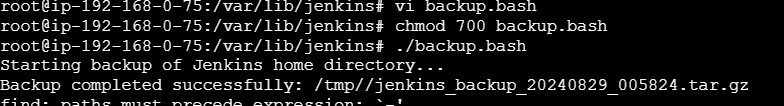 root@ip-192-168-0-75:/var/lib/jenkins# vi backup.bash
root@ip-192-168-0-75:/var/lib/jenkins# chmod 700 backup.bash
root@ip-192-168-0-75:/var/lib/jenkins# ./backup.bash
Starting backup of Jenkins home directory...
Backup completed successfully: /tmp//jenkins_backup_20240829_005824.tar.gz
find: paths must precede expression: `-'